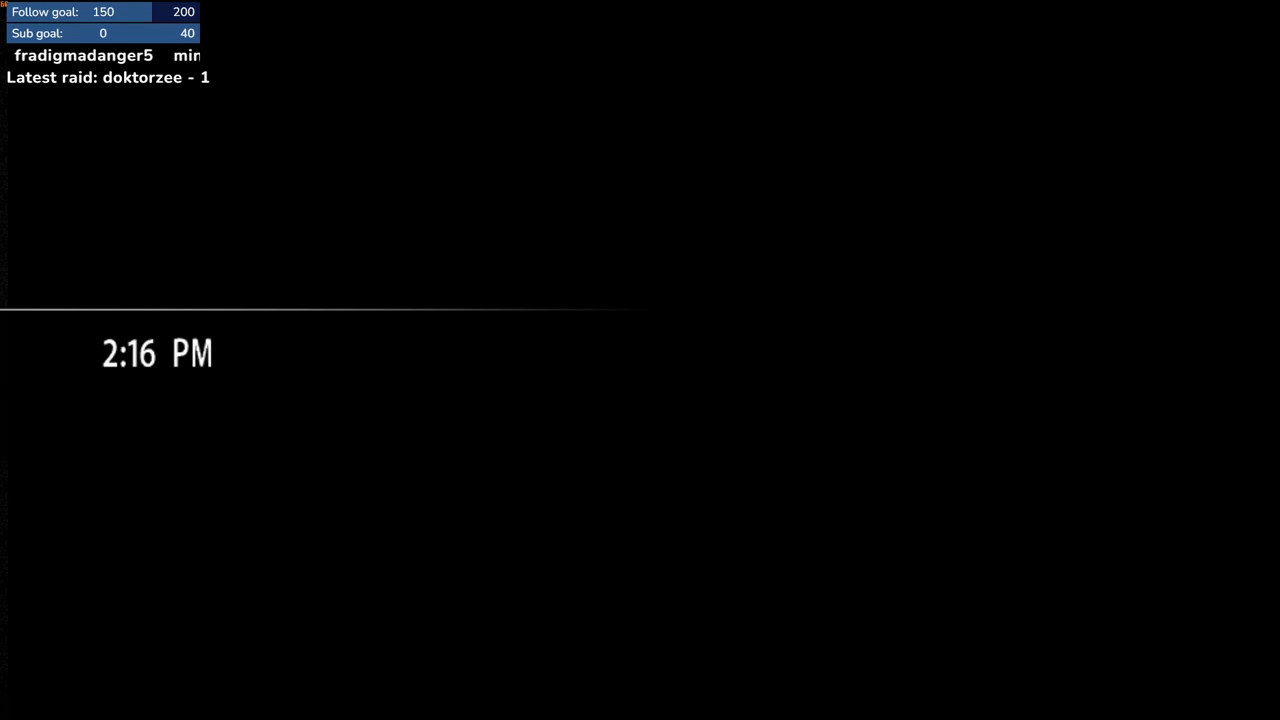 Follow goal: 150 200
Sub goal: 0 40
fradigmadanger5 min
Latest raid: doktorzee - 1
2:16 PM